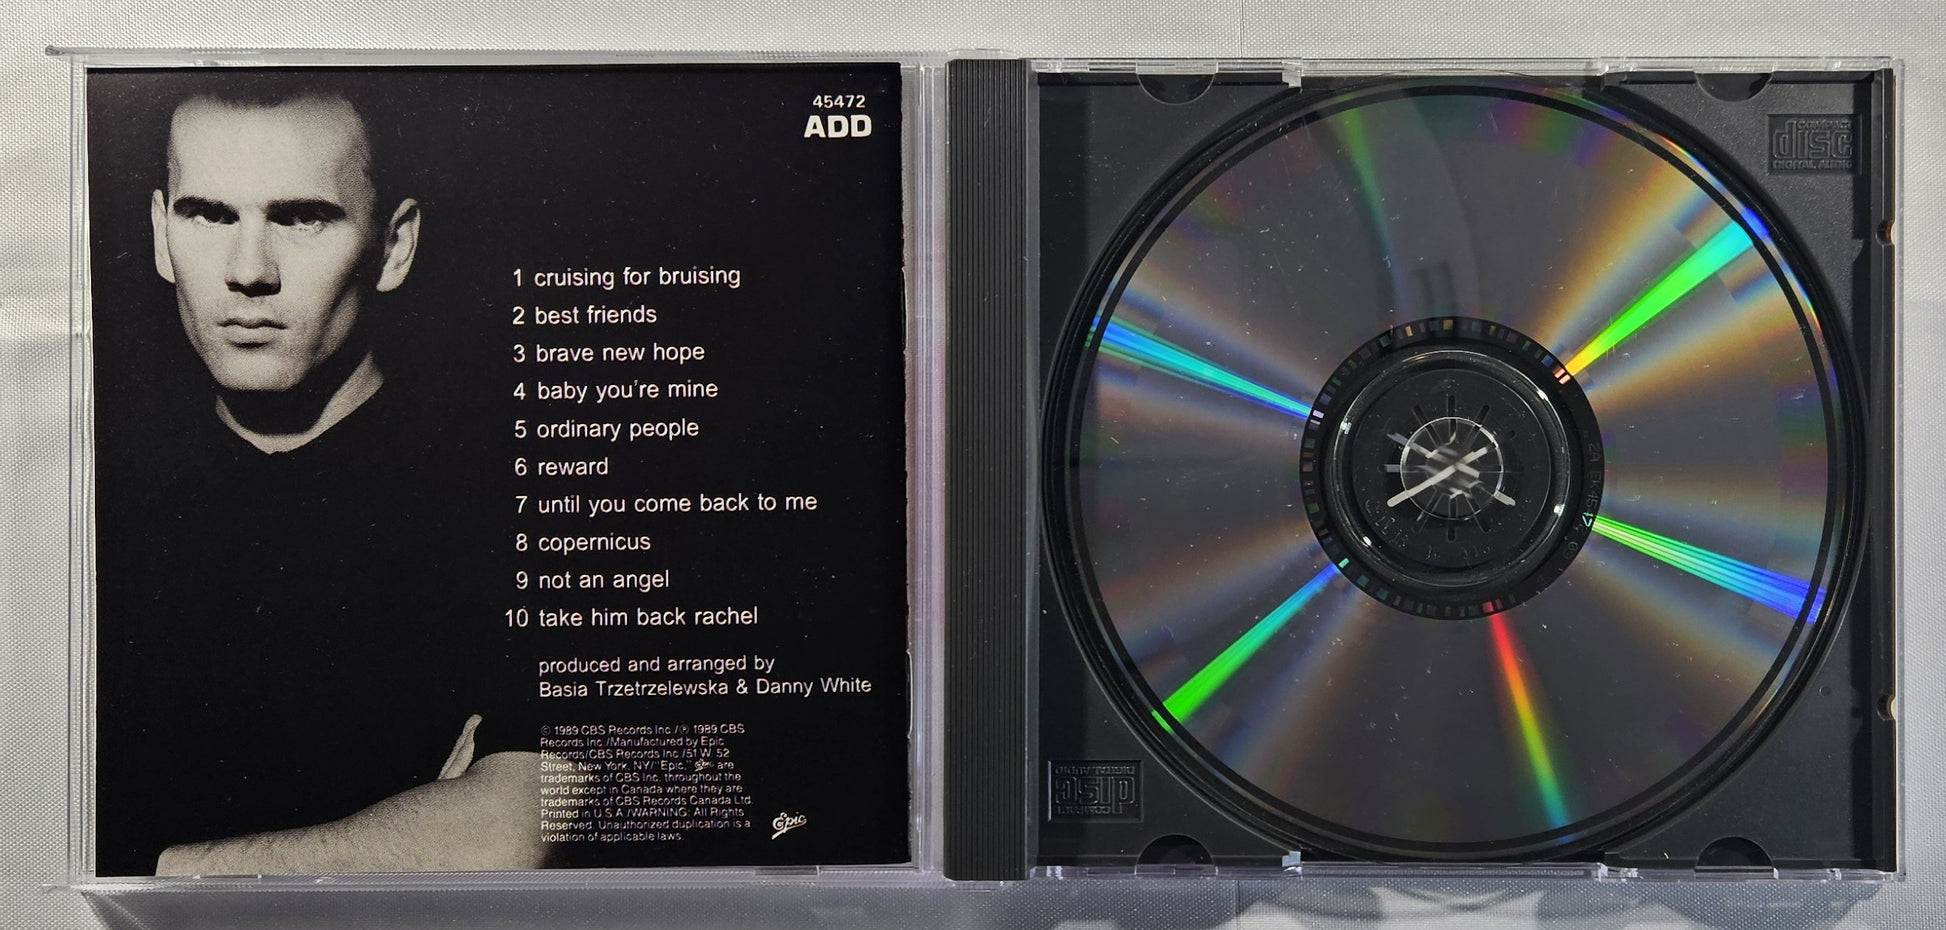 45472
ADD
1 cruising for bruising
2 best friends
3 brave new hope
4 baby you're mine
5 ordinary people
6 reward
7 until you come back to me
8 copernicus
9 not an angel
10 take him back rachel
produced and arranged by
Basia Trzetrzelewska & Danny White
© 1989 CBS Records Inc./℗ 1989 CBS
Records Inc./Manufactured by Epic
Records/CBS Records Inc./51 W. 52
Street, New York, NY/"Epic," Epic are
trademarks of CBS Inc. throughout the
world except in Canada where they are
trademarks of CBS Records Canada Ltd.
Printed in U.S.A./WARNING: All Rights
Reserved. Unauthorized duplication is a
violation of applicable laws.
Epic
COMPACT
disc
DIGITAL AUDIO
COMPACT
disc
DIGITAL AUDIO